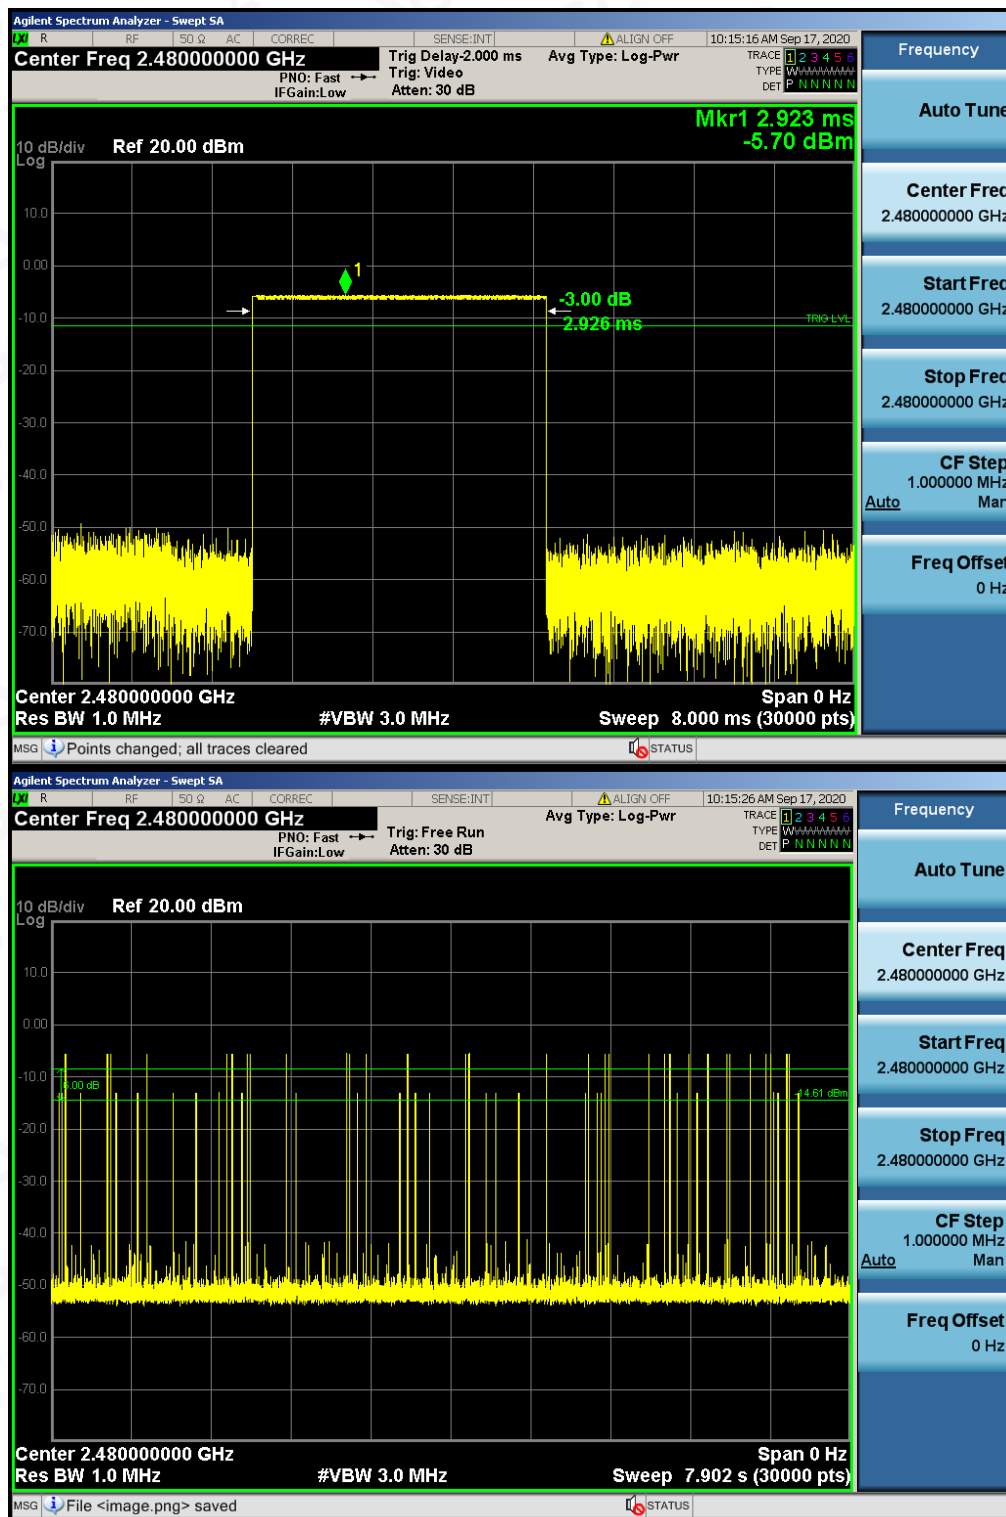 Agilent Spectrum Analyzer - Swept SA
LXI R RF 50 Ω AC CORREC SENSE:INT ALIGN OFF 10:15:16 AM Sep 17, 2020
Center Freq 2.480000000 GHz Trig Delay-2.000 ms Avg Type: Log-Pwr TRACE 1 2 3 4 5 6
PNO: Fast Trig: Video TYPE W
IFGain:Low Atten: 30 dB DET P N N N N N
Frequency
Mkr1 2.923 ms
-5.70 dBm
10 dB/div Ref 20.00 dBm
Log
10.0
0.00
-10.0
-20.0
-30.0
-40.0
-50.0
-60.0
-70.0
1
-3.00 dB
2.926 ms
TRIG LVL
Center 2.480000000 GHz Span 0 Hz
Res BW 1.0 MHz #VBW 3.0 MHz Sweep 8.000 ms (30000 pts)
MSG Points changed; all traces cleared STATUS
Auto Tune
Center Freq
2.480000000 GHz
Start Freq
2.480000000 GHz
Stop Freq
2.480000000 GHz
CF Step
1.000000 MHz
Auto Man
Freq Offset
0 Hz
Agilent Spectrum Analyzer - Swept SA
LXI R RF 50 Ω AC CORREC SENSE:INT ALIGN OFF 10:15:26 AM Sep 17, 2020
Center Freq 2.480000000 GHz Avg Type: Log-Pwr TRACE 1 2 3 4 5 6
PNO: Fast Trig: Free Run TYPE W
IFGain:Low Atten: 30 dB DET P N N N N N
Frequency
10 dB/div Ref 20.00 dBm
Log
10.0
0.00
-10.0
-20.0
-30.0
-40.0
-50.0
-60.0
-70.0
6.00 dB
-14.61 dBm
Center 2.480000000 GHz Span 0 Hz
Res BW 1.0 MHz #VBW 3.0 MHz Sweep 7.902 s (30000 pts)
MSG File <image.png> saved STATUS
Auto Tune
Center Freq
2.480000000 GHz
Start Freq
2.480000000 GHz
Stop Freq
2.480000000 GHz
CF Step
1.000000 MHz
Auto Man
Freq Offset
0 Hz